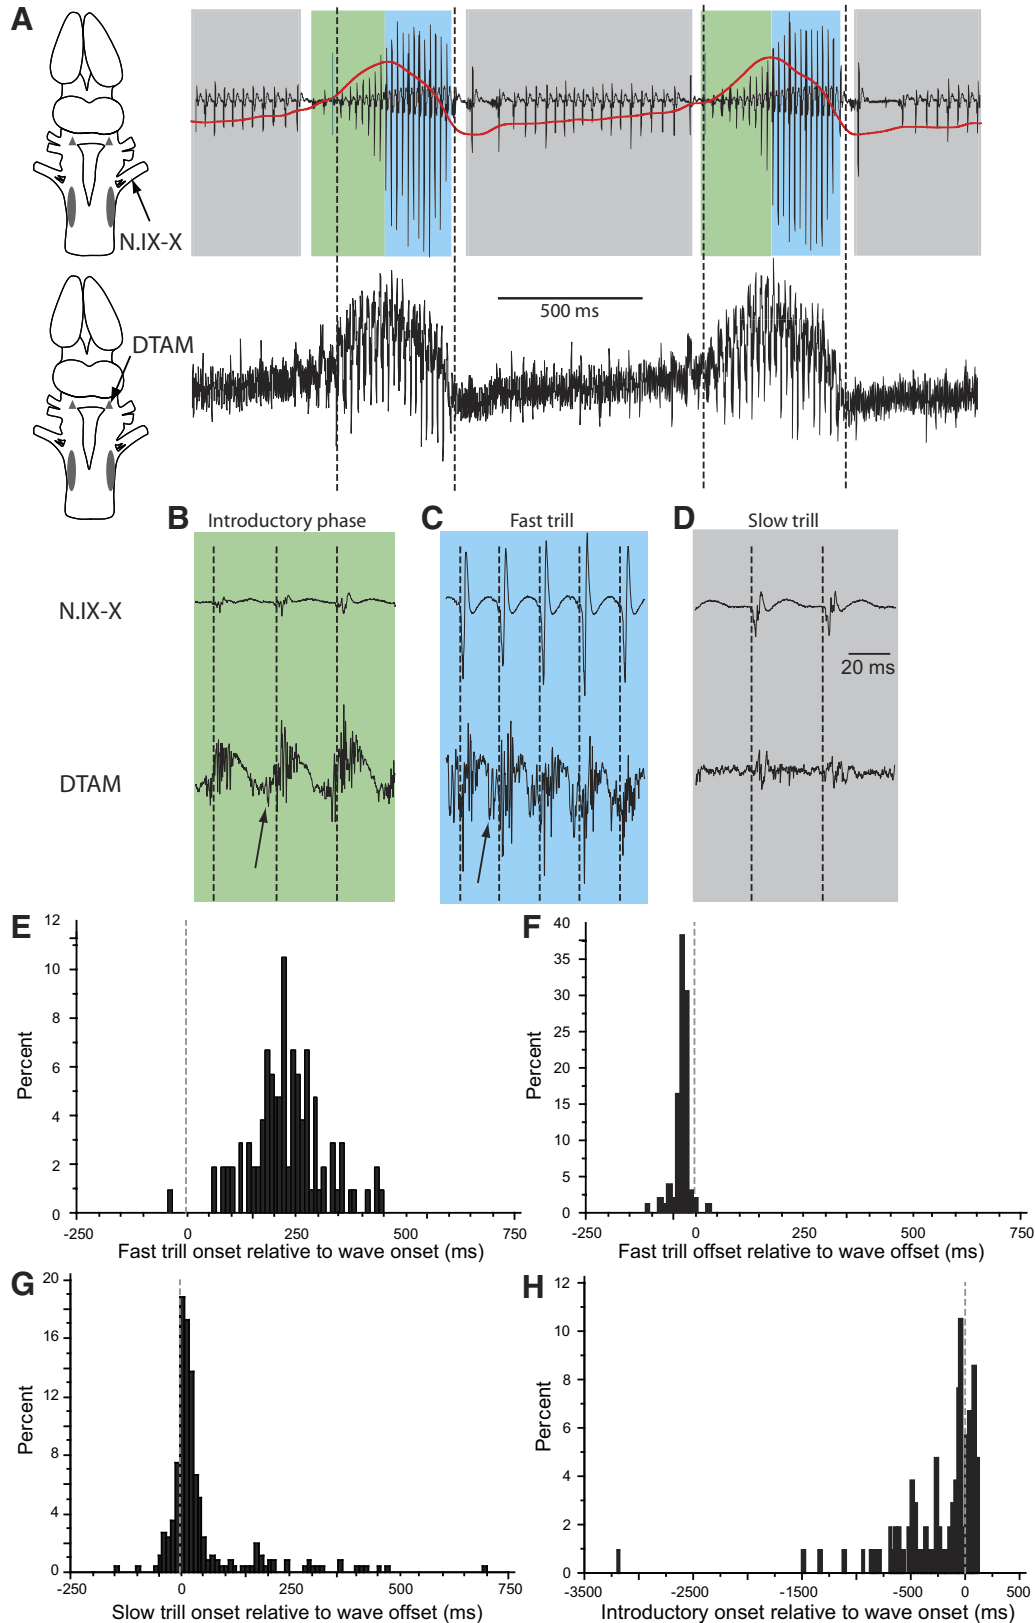 A
N.IX-X
500 ms
DTAM
B Introductory phase
C Fast trill
D Slow trill
N.IX-X
20 ms
DTAM
E
12
10
8
6
4
2
0
Percent
-250 0 250 500 750
Fast trill onset relative to wave onset (ms)
F
40
35
30
25
20
15
10
5
0
Percent
-250 0 250 500 750
Fast trill offset relative to wave offset (ms)
G
20
16
12
8
4
0
Percent
-250 0 250 500 750
Slow trill onset relative to wave offset (ms)
H
12
10
8
6
4
2
0
Percent
-3500 -2500 -1500 -500 0 500
Introductory onset relative to wave onset (ms)